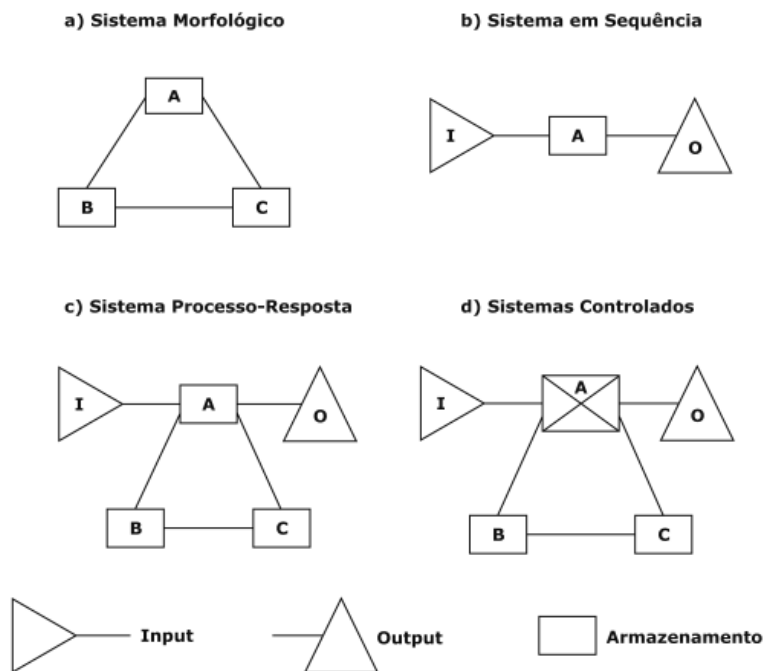 a) Sistema Morfológico
A
B
C
b) Sistema em Sequência
I
A
O
c) Sistema Processo-Resposta
I
A
O
B
C
d) Sistemas Controlados
I
A
O
B
C
Input
Output
Armazenamento